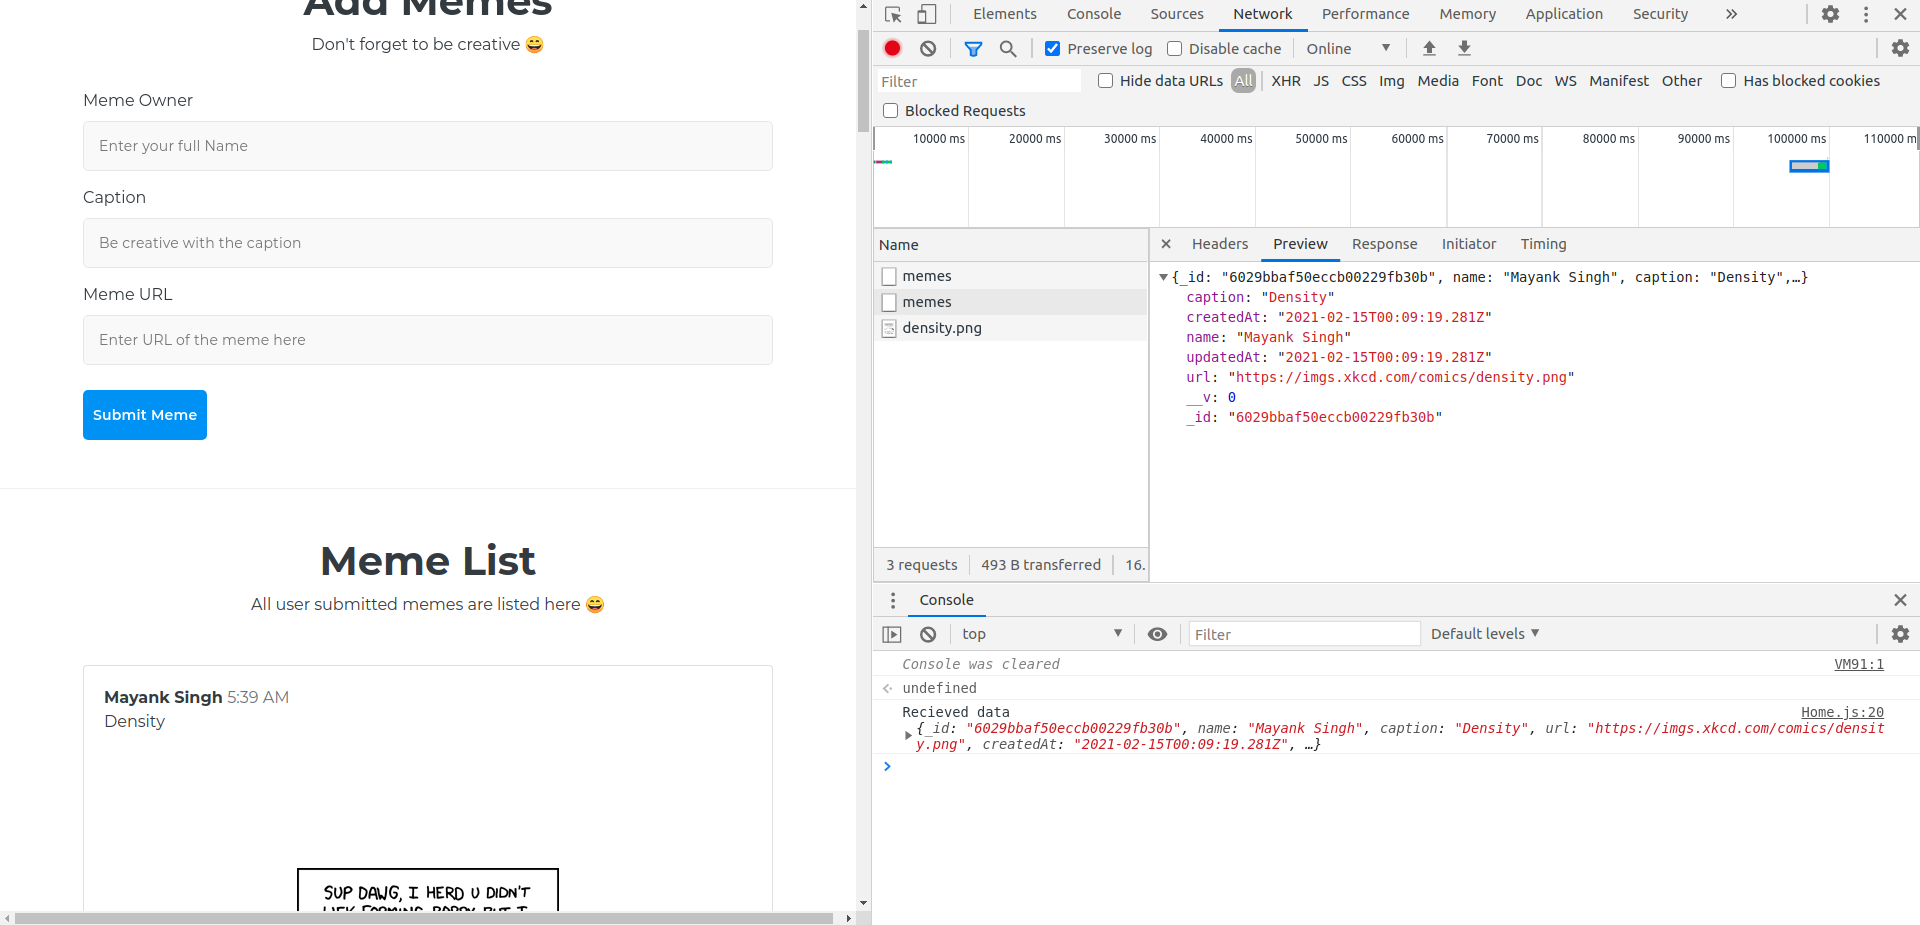 Add Memes
Don't forget to be creative 😄
Meme Owner
Enter your full Name
Caption
Be creative with the caption
Meme URL
Enter URL of the meme here
Submit Meme
Meme List
All user submitted memes are listed here 😄
Mayank Singh 5:39 AM
Density
SUP DAWG, I HERD U DIDN'T
Elements Console Sources Network Performance Memory Application Security »
Preserve log Disable cache Online
Filter Hide data URLs All XHR JS CSS Img Media Font Doc WS Manifest Other Has blocked cookies
Blocked Requests
10000 ms 20000 ms 30000 ms 40000 ms 50000 ms 60000 ms 70000 ms 80000 ms 90000 ms 100000 ms 110000 m
Name
memes
memes
density.png
3 requests 493 B transferred 16.
× Headers Preview Response Initiator Timing
{_id: "6029bbaf50eccb00229fb30b", name: "Mayank Singh", caption: "Density",…}
caption: "Density"
createdAt: "2021-02-15T00:09:19.281Z"
name: "Mayank Singh"
updatedAt: "2021-02-15T00:09:19.281Z"
url: "https://imgs.xkcd.com/comics/density.png"
__v: 0
_id: "6029bbaf50eccb00229fb30b"
Console
top Filter Default levels
Console was cleared VM91:1
undefined
Recieved data Home.js:20
{_id: "6029bbaf50eccb00229fb30b", name: "Mayank Singh", caption: "Density", url: "https://imgs.xkcd.com/comics/densit
y.png", createdAt: "2021-02-15T00:09:19.281Z", …}